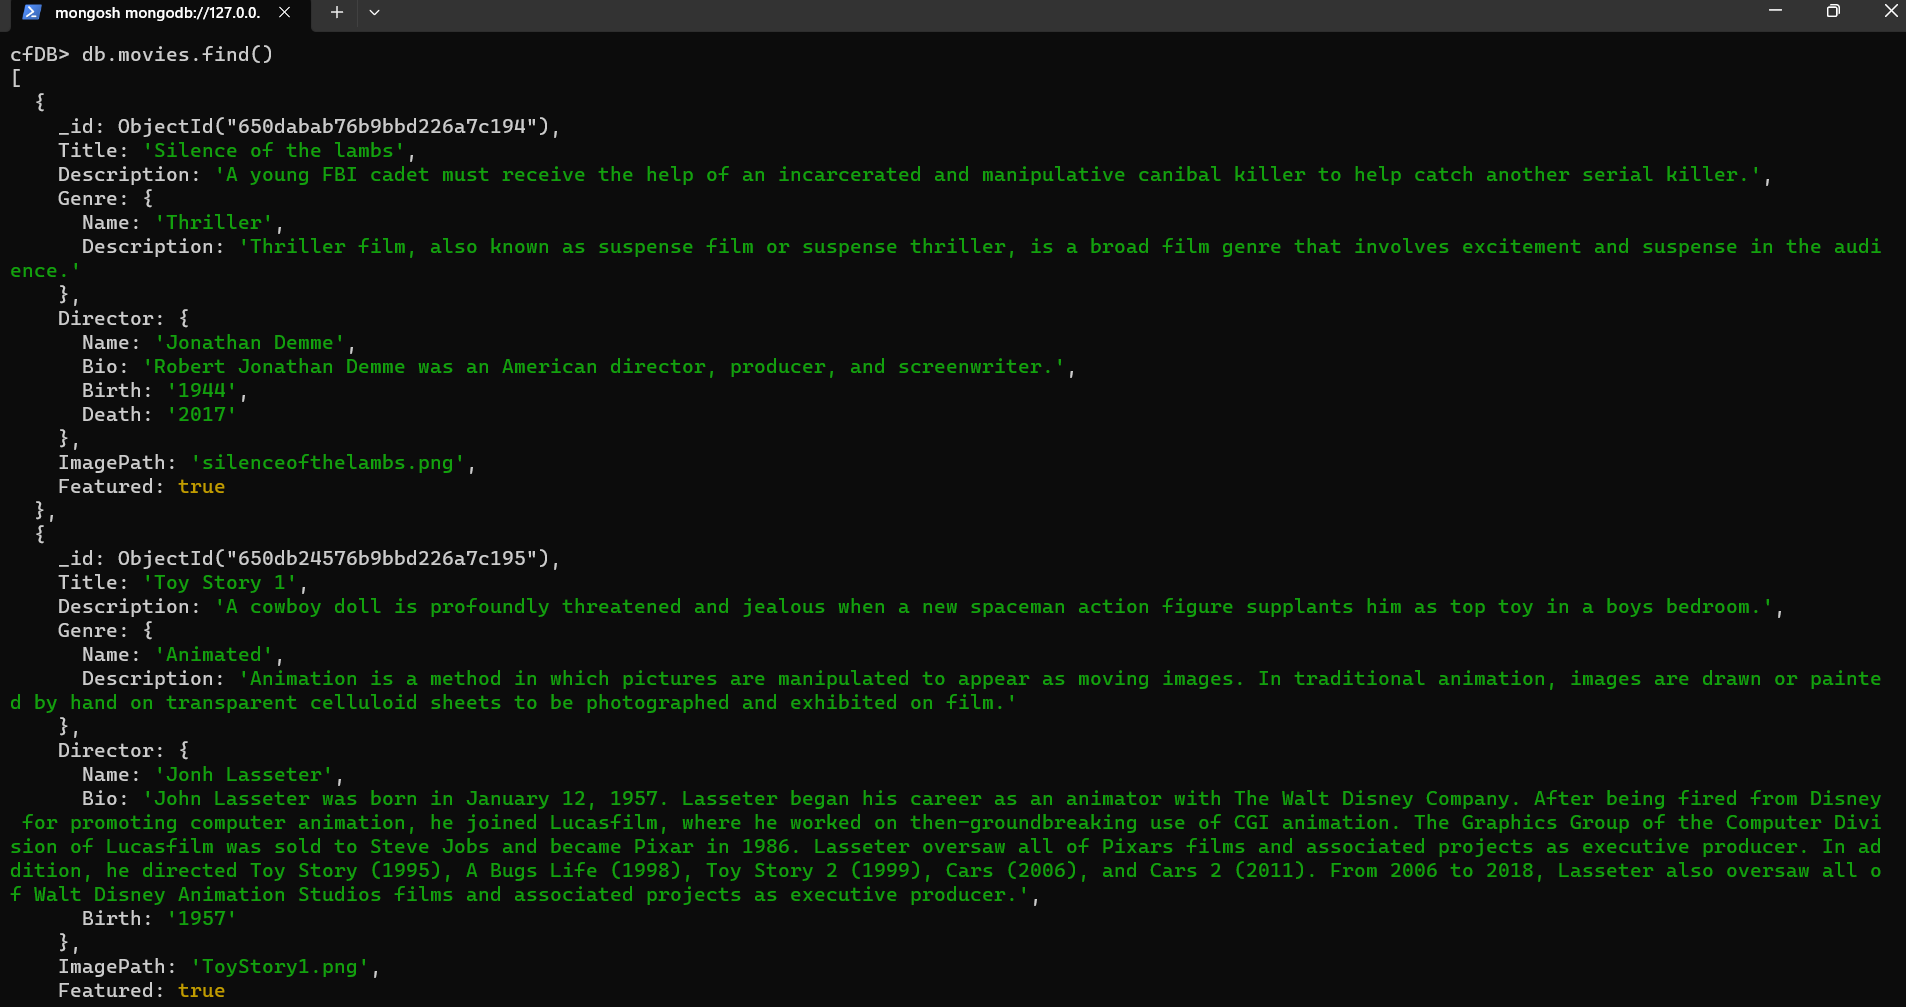 mongosh mongodb://127.0.0.
cfDB> db.movies.find()
[
  {
    _id: ObjectId("650dabab76b9bbd226a7c194"),
    Title: 'Silence of the lambs',
    Description: 'A young FBI cadet must receive the help of an incarcerated and manipulative canibal killer to help catch another serial killer.',
    Genre: {
      Name: 'Thriller',
      Description: 'Thriller film, also known as suspense film or suspense thriller, is a broad film genre that involves excitement and suspense in the audi
ence.'
    },
    Director: {
      Name: 'Jonathan Demme',
      Bio: 'Robert Jonathan Demme was an American director, producer, and screenwriter.',
      Birth: '1944',
      Death: '2017'
    },
    ImagePath: 'silenceofthelambs.png',
    Featured: true
  },
  {
    _id: ObjectId("650db24576b9bbd226a7c195"),
    Title: 'Toy Story 1',
    Description: 'A cowboy doll is profoundly threatened and jealous when a new spaceman action figure supplants him as top toy in a boys bedroom.',
    Genre: {
      Name: 'Animated',
      Description: 'Animation is a method in which pictures are manipulated to appear as moving images. In traditional animation, images are drawn or painte
d by hand on transparent celluloid sheets to be photographed and exhibited on film.'
    },
    Director: {
      Name: 'Jonh Lasseter',
      Bio: 'John Lasseter was born in January 12, 1957. Lasseter began his career as an animator with The Walt Disney Company. After being fired from Disney
 for promoting computer animation, he joined Lucasfilm, where he worked on then-groundbreaking use of CGI animation. The Graphics Group of the Computer Divi
sion of Lucasfilm was sold to Steve Jobs and became Pixar in 1986. Lasseter oversaw all of Pixars films and associated projects as executive producer. In ad
dition, he directed Toy Story (1995), A Bugs Life (1998), Toy Story 2 (1999), Cars (2006), and Cars 2 (2011). From 2006 to 2018, Lasseter also oversaw all o
f Walt Disney Animation Studios films and associated projects as executive producer.',
      Birth: '1957'
    },
    ImagePath: 'ToyStory1.png',
    Featured: true